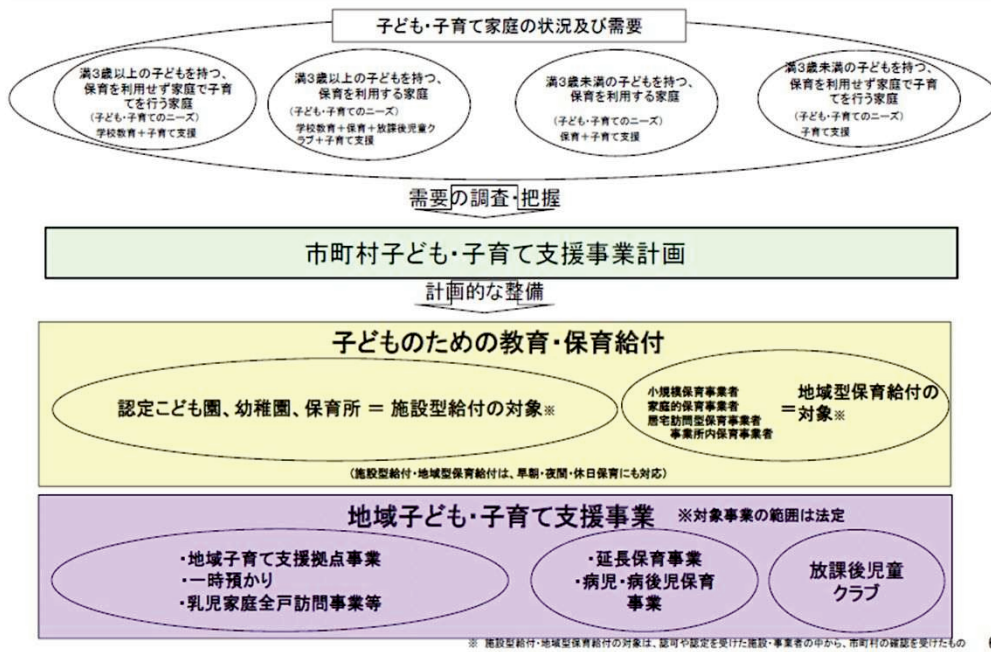 子ども・子育て家庭の状況及び需要
満3歳以上の子どもを持つ、
保育を利用せず家庭で子育
てを行う家庭
(子ども・子育てのニーズ)
学校教育＋子育て支援
満3歳以上の子どもを持つ、
保育を利用する家庭
(子ども・子育てのニーズ)
学校教育＋保育＋放課後児童ク
ラブ＋子育て支援
満3歳未満の子どもを持つ、
保育を利用する家庭
(子ども・子育てのニーズ)
保育＋子育て支援
満3歳未満の子どもを持つ、
保育を利用せず家庭で子育
てを行う家庭
(子ども・子育てのニーズ)
子育て支援
需要の調査・把握
市町村子ども・子育て支援事業計画
計画的な整備
子どものための教育・保育給付
認定こども園、幼稚園、保育所 ＝ 施設型給付の対象※
小規模保育事業者
家庭的保育事業者
居宅訪問型保育事業者
事業所内保育事業者
＝地域型保育給付の
対象※
(施設型給付・地域型保育給付は、早朝・夜間・休日保育にも対応)
地域子ども・子育て支援事業 ※対象事業の範囲は法定
・地域子育て支援拠点事業
・一時預かり
・乳児家庭全戸訪問事業等
・延長保育事業
・病児・病後児保育
事業
放課後児童
クラブ
※ 施設型給付・地域型保育給付の対象は、認可や認定を受けた施設・事業者の中から、市町村の確認を受けたもの